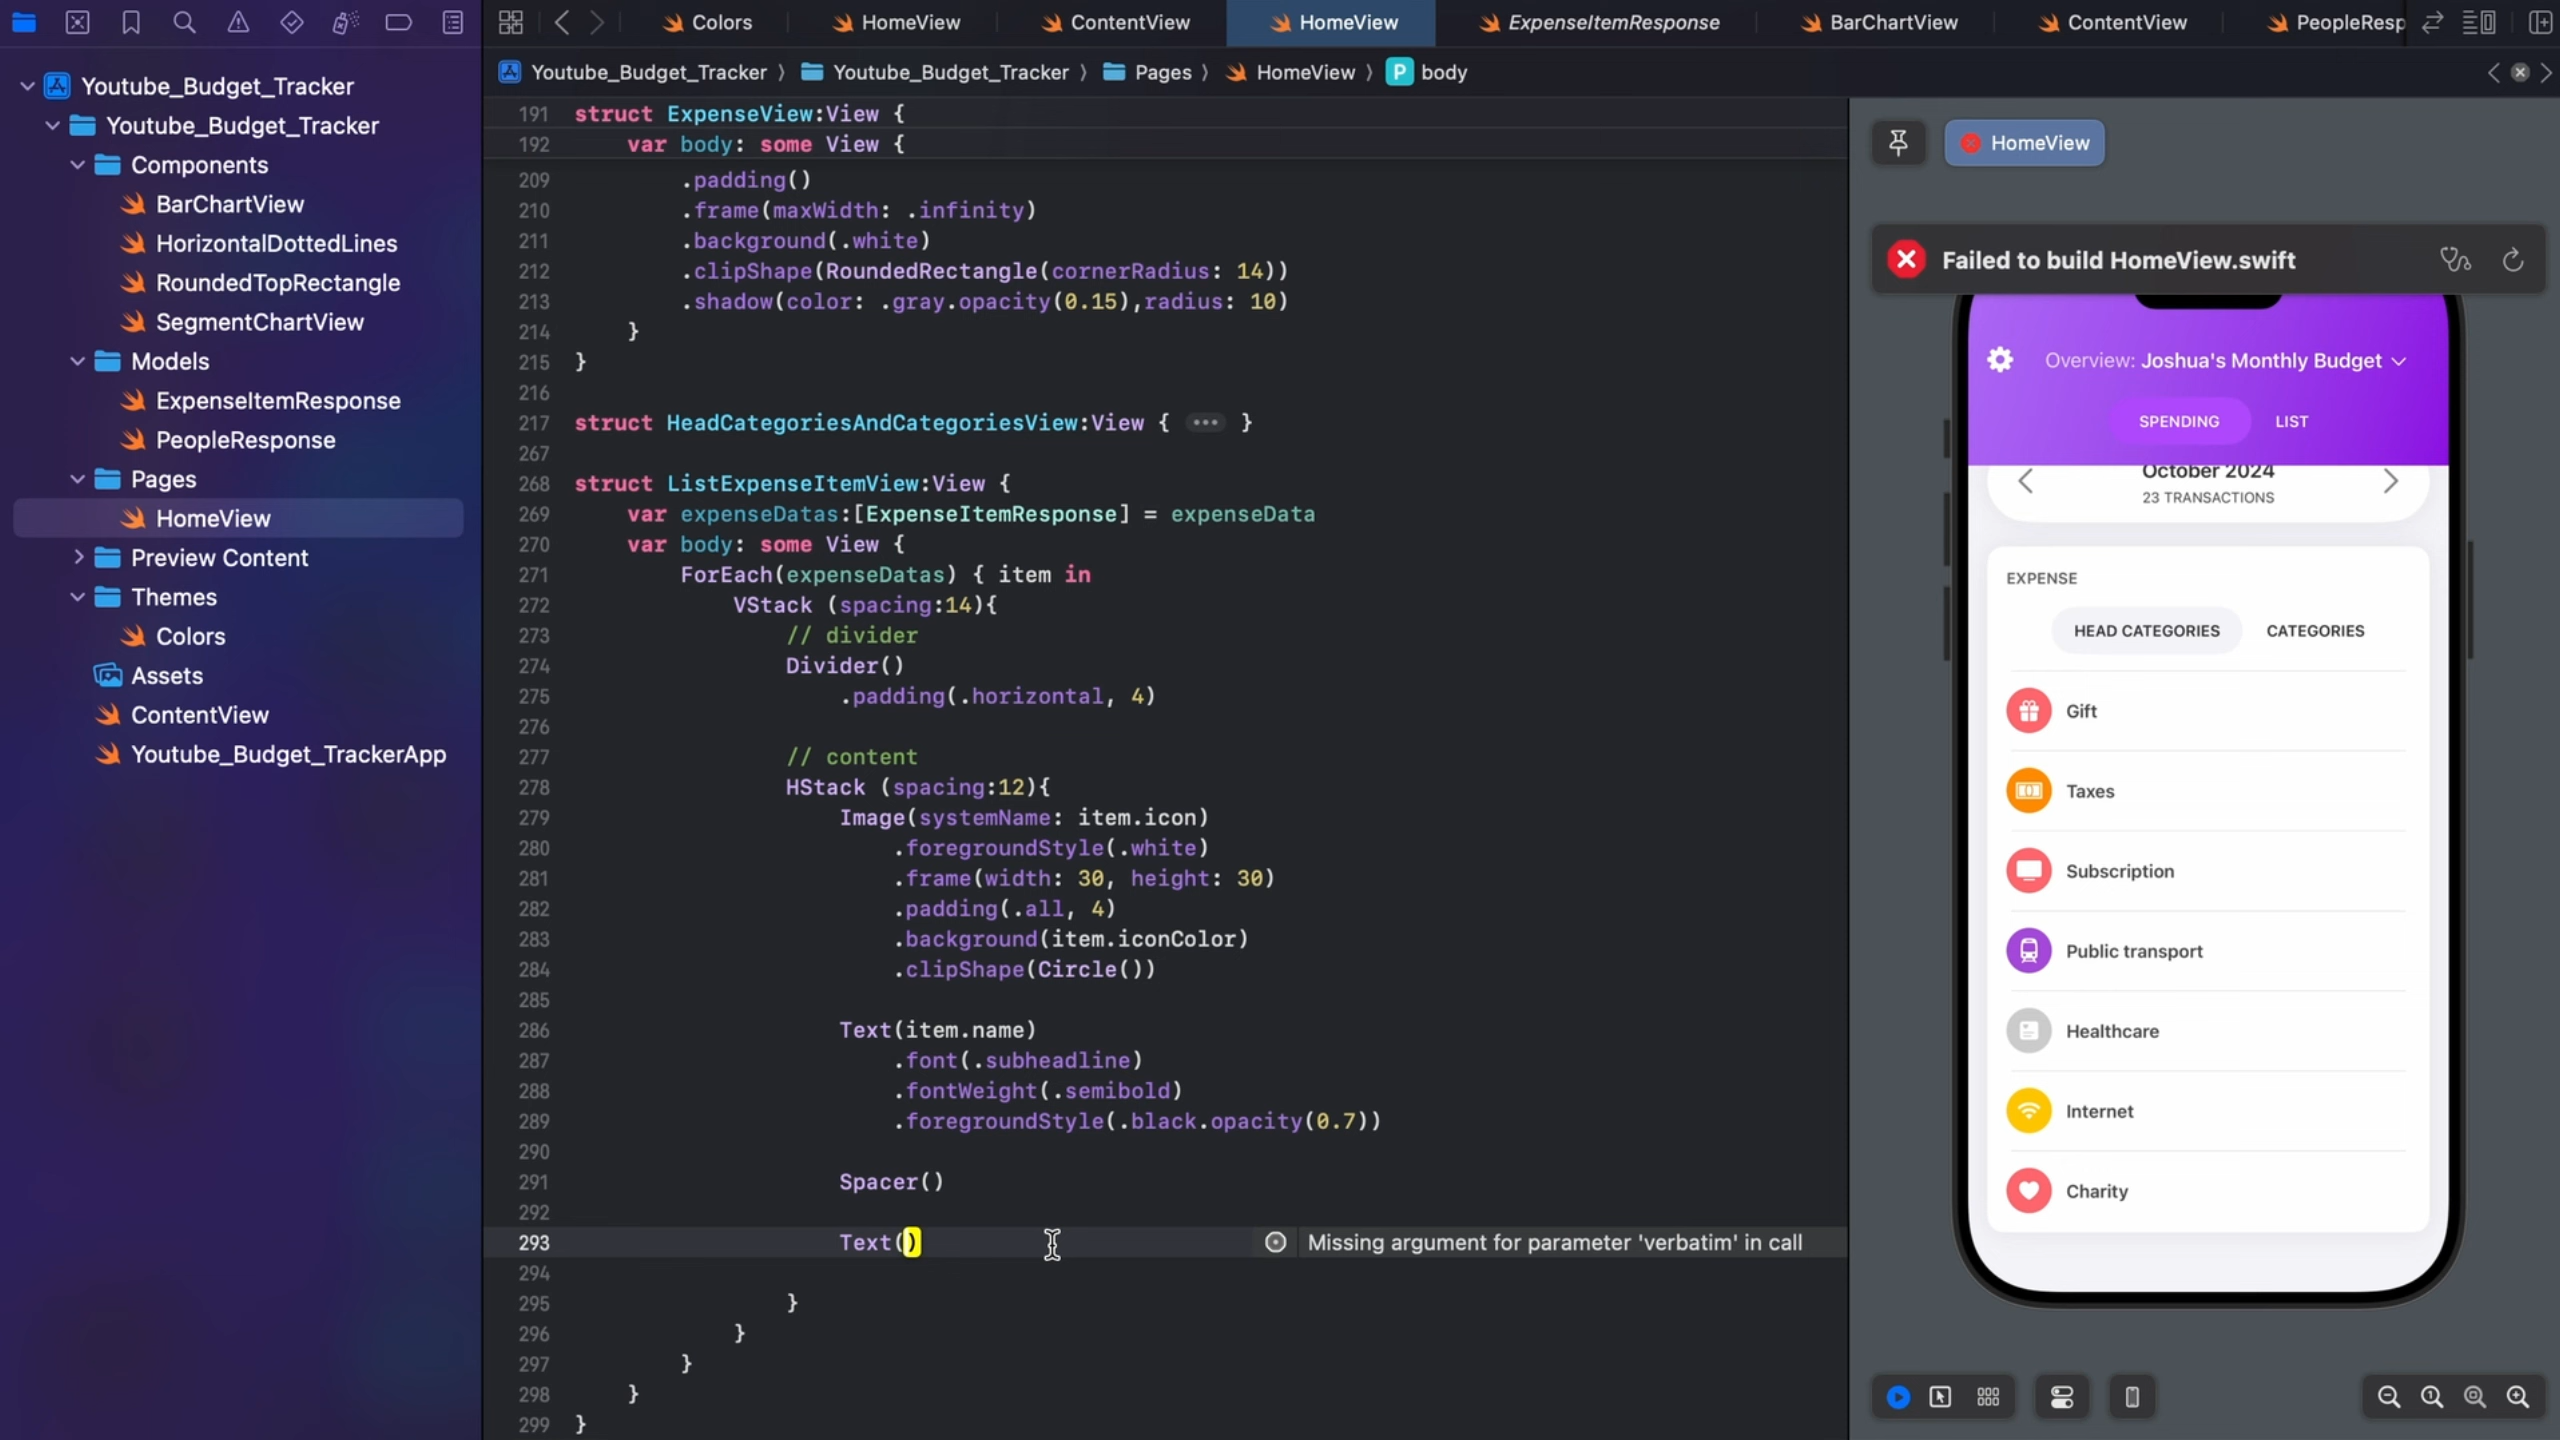 Colors
HomeView
ContentView
HomeView
ExpenseItemResponse
BarChartView
ContentView
PeopleResp
Youtube_Budget_Tracker
Youtube_Budget_Tracker
Pages
HomeView
P body
Youtube_Budget_Tracker
Youtube_Budget_Tracker
Components
BarChartView
HorizontalDottedLines
RoundedTopRectangle
SegmentChartView
Models
ExpenseItemResponse
PeopleResponse
Pages
HomeView
Preview Content
Themes
Colors
Assets
ContentView
Youtube_Budget_TrackerApp
191 struct ExpenseView:View {
192 var body: some View {
209 .padding()
210 .frame(maxWidth: .infinity)
211 .background(.white)
212 .clipShape(RoundedRectangle(cornerRadius: 14))
213 .shadow(color: .gray.opacity(0.15),radius: 10)
214 }
215 }
216
217 struct HeadCategoriesAndCategoriesView:View { ••• }
267
268 struct ListExpenseItemView:View {
269 var expenseDatas:[ExpenseItemResponse] = expenseData
270 var body: some View {
271 ForEach(expenseDatas) { item in
272 VStack (spacing:14){
273 // divider
274 Divider()
275 .padding(.horizontal, 4)
276
277 // content
278 HStack (spacing:12){
279 Image(systemName: item.icon)
280 .foregroundStyle(.white)
281 .frame(width: 30, height: 30)
282 .padding(.all, 4)
283 .background(item.iconColor)
284 .clipShape(Circle())
285
286 Text(item.name)
287 .font(.subheadline)
288 .fontWeight(.semibold)
289 .foregroundStyle(.black.opacity(0.7))
290
291 Spacer()
292
293 Text() Missing argument for parameter 'verbatim' in call
294
295 }
296 }
297 }
298 }
299 }
HomeView
Failed to build HomeView.swift
Overview: Joshua's Monthly Budget
SPENDING LIST
October 2024
23 TRANSACTIONS
EXPENSE
HEAD CATEGORIES CATEGORIES
Gift
Taxes
Subscription
Public transport
Healthcare
Internet
Charity